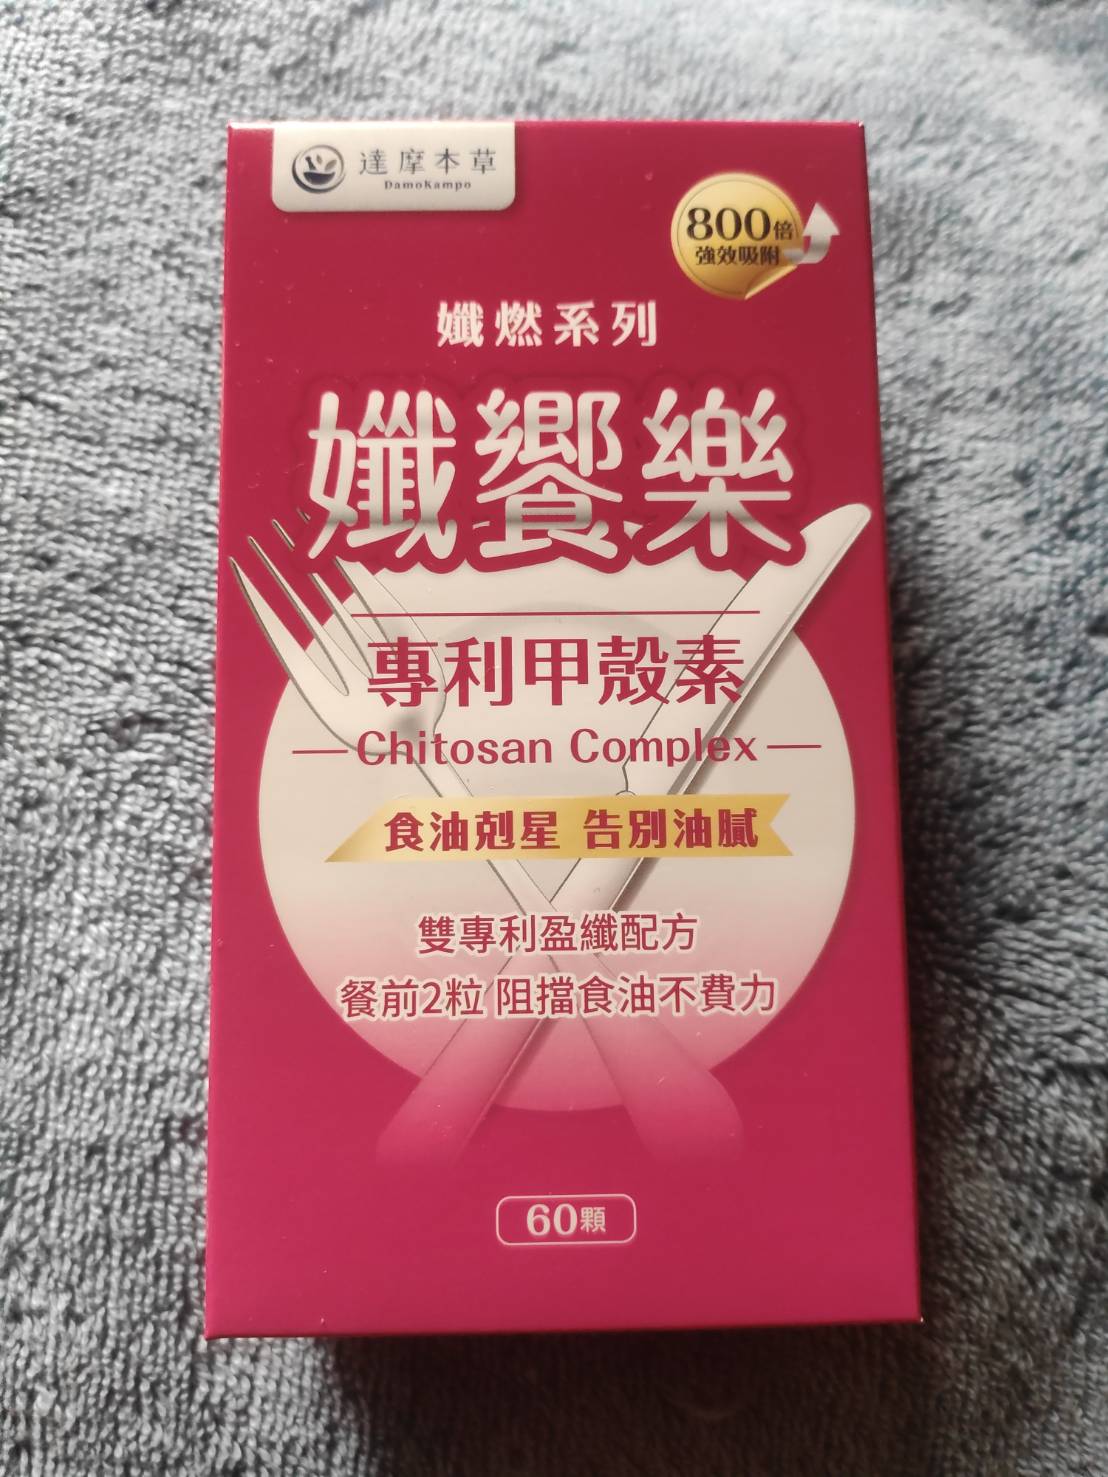 達摩本草
DamoKampo
800倍
強效吸附
孅燃系列
孅饗樂
專利甲殼素
Chitosan Complex
食油剋星 告別油膩
雙專利盈纖配方
餐前2粒 阻擋食油不費力
60顆